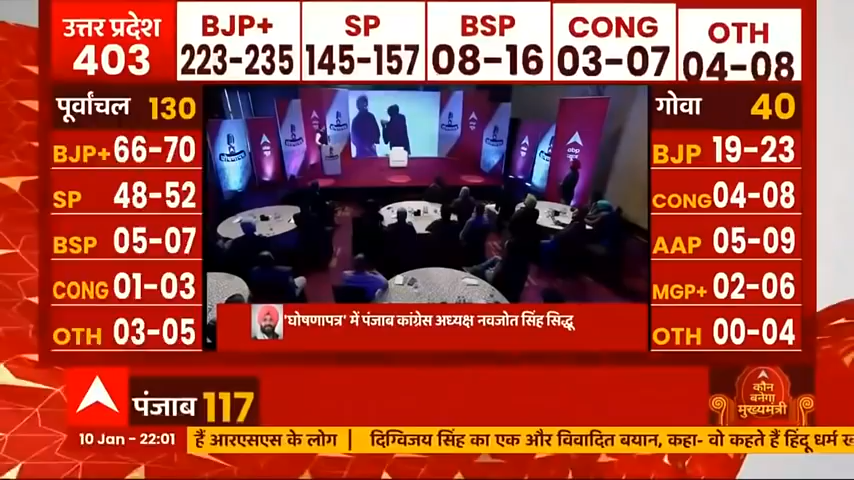 उत्तर प्रदेश
403
BJP+
223-235
SP
145-157
BSP
08-16
CONG
03-07
OTH
04-08
पूर्वांचल 130
BJP+ 66-70
SP 48-52
BSP 05-07
CONG 01-03
OTH 03-05
गोवा 40
BJP 19-23
CONG 04-08
AAP 05-09
MGP+ 02-06
OTH 00-04
abp
'घोषणापत्र' में पंजाब कांग्रेस अध्यक्ष नवजोत सिंह सिद्धू
पंजाब 117
कौन
बनेगा
मुख्यमंत्री
10 Jan - 22:01
हैं आरएसएस के लोग | दिग्विजय सिंह का एक और विवादित बयान, कहा- वो कहते हैं हिंदू धर्म